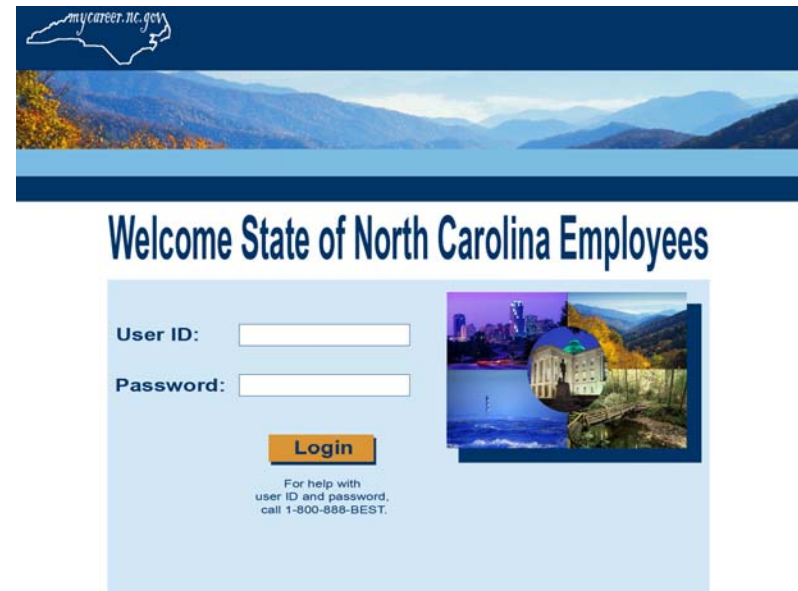 mycareer.nc.gov
Welcome State of North Carolina Employees
User ID:
Password:
Login
For help with
user ID and password,
call 1-800-888-BEST.